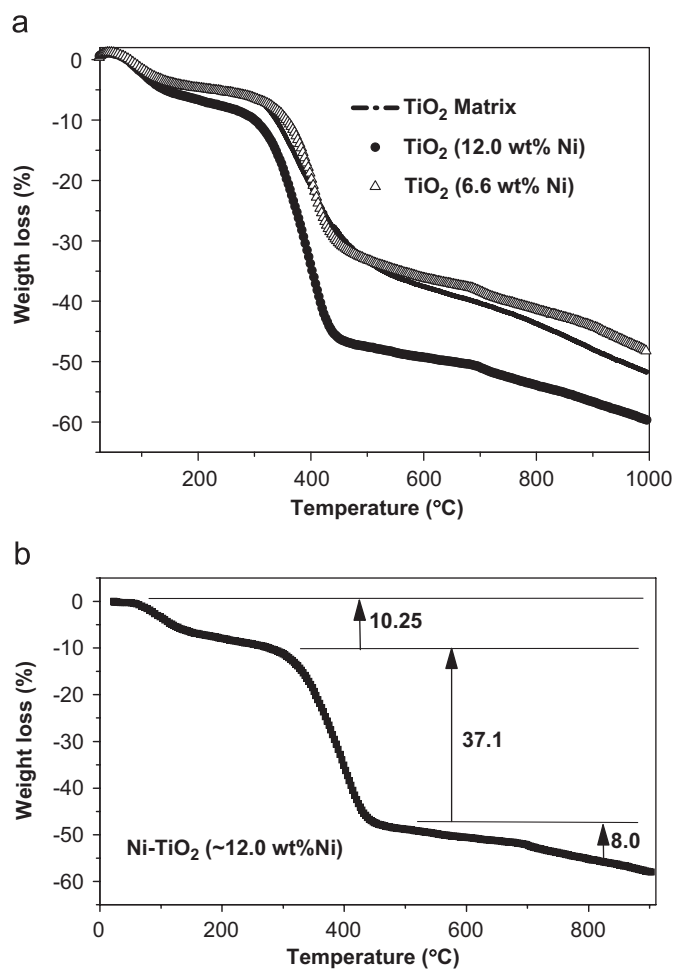 a
0
-10
-20
-30
-40
-50
-60
Weigth loss (%)
TiO₂ Matrix
TiO₂ (12.0 wt% Ni)
TiO₂ (6.6 wt% Ni)
200 400 600 800 1000
Temperature (°C)
b
0
-10
-20
-30
-40
-50
-60
Weight loss (%)
10.25
37.1
8.0
Ni-TiO₂ (~12.0 wt%Ni)
0 200 400 600 800
Temperature (°C)